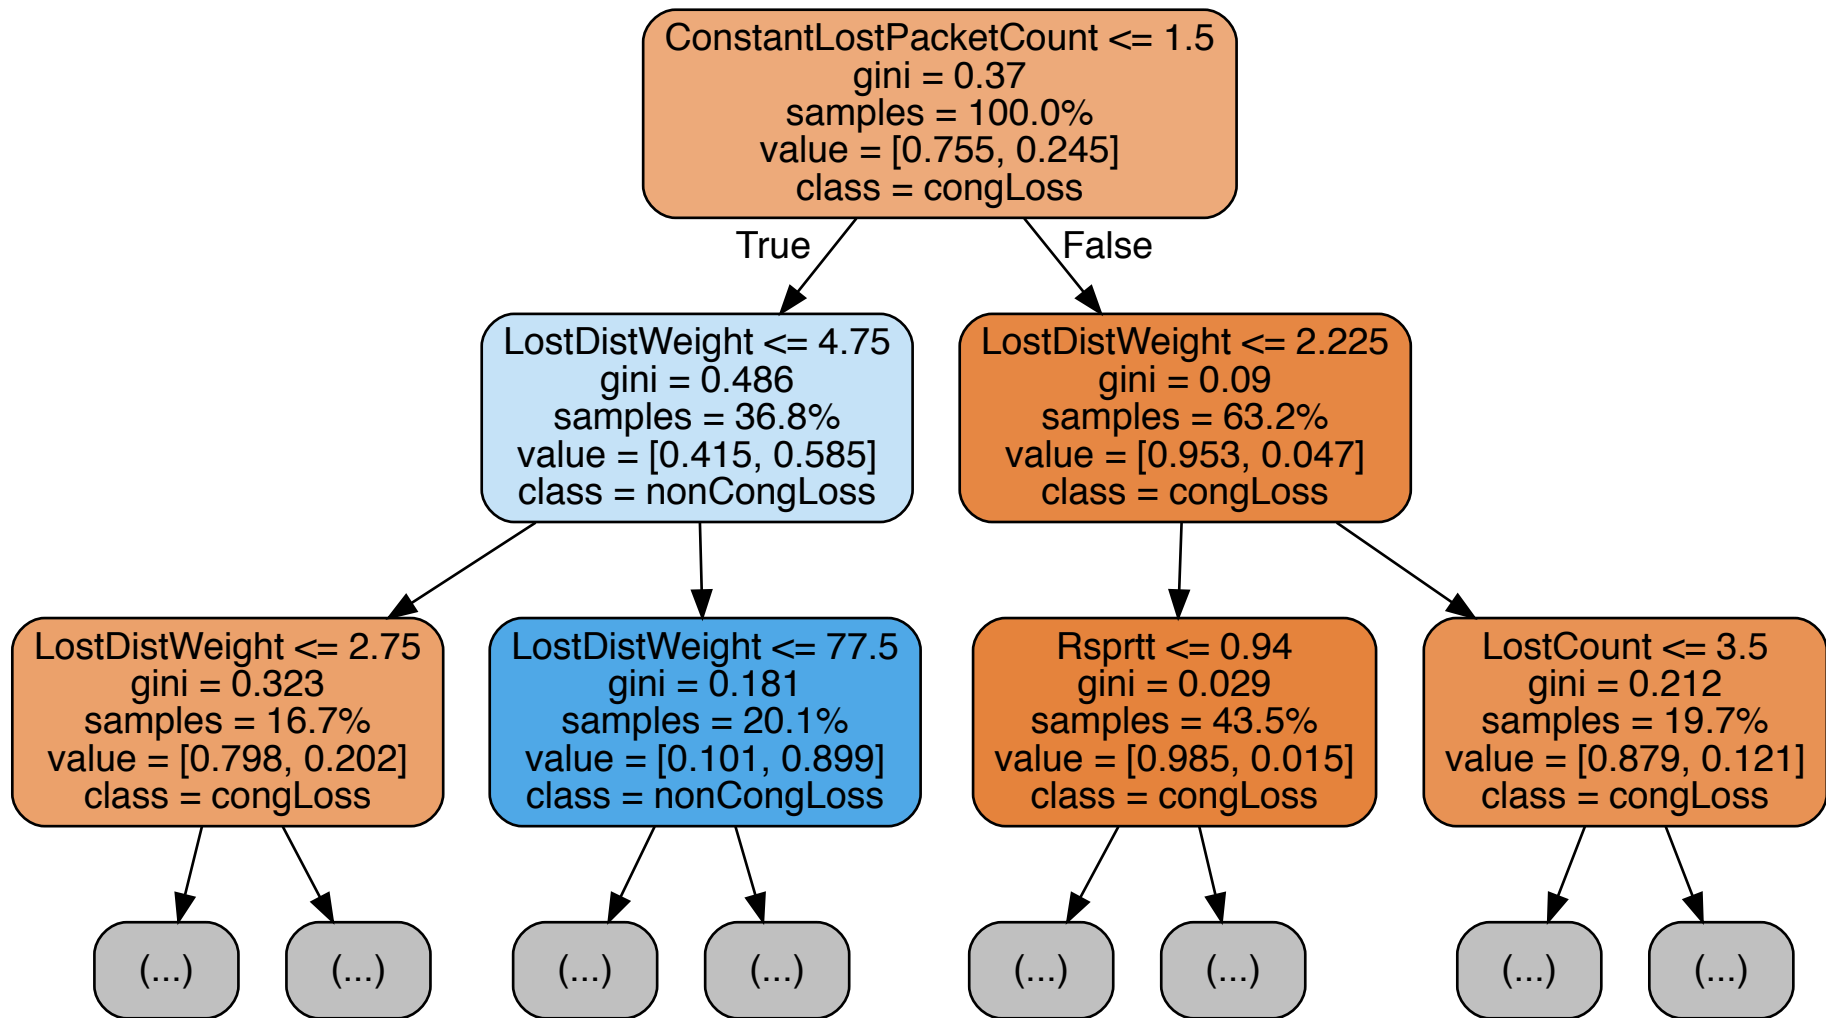 ConstantLostPacketCount <= 1.5
gini = 0.37
samples = 100.0%
value = [0.755, 0.245]
class = congLoss
True
False
LostDistWeight <= 4.75
gini = 0.486
samples = 36.8%
value = [0.415, 0.585]
class = nonCongLoss
LostDistWeight <= 2.225
gini = 0.09
samples = 63.2%
value = [0.953, 0.047]
class = congLoss
LostDistWeight <= 2.75
gini = 0.323
samples = 16.7%
value = [0.798, 0.202]
class = congLoss
LostDistWeight <= 77.5
gini = 0.181
samples = 20.1%
value = [0.101, 0.899]
class = nonCongLoss
Rsprtt <= 0.94
gini = 0.029
samples = 43.5%
value = [0.985, 0.015]
class = congLoss
LostCount <= 3.5
gini = 0.212
samples = 19.7%
value = [0.879, 0.121]
class = congLoss
(...)
(...)
(...)
(...)
(...)
(...)
(...)
(...)